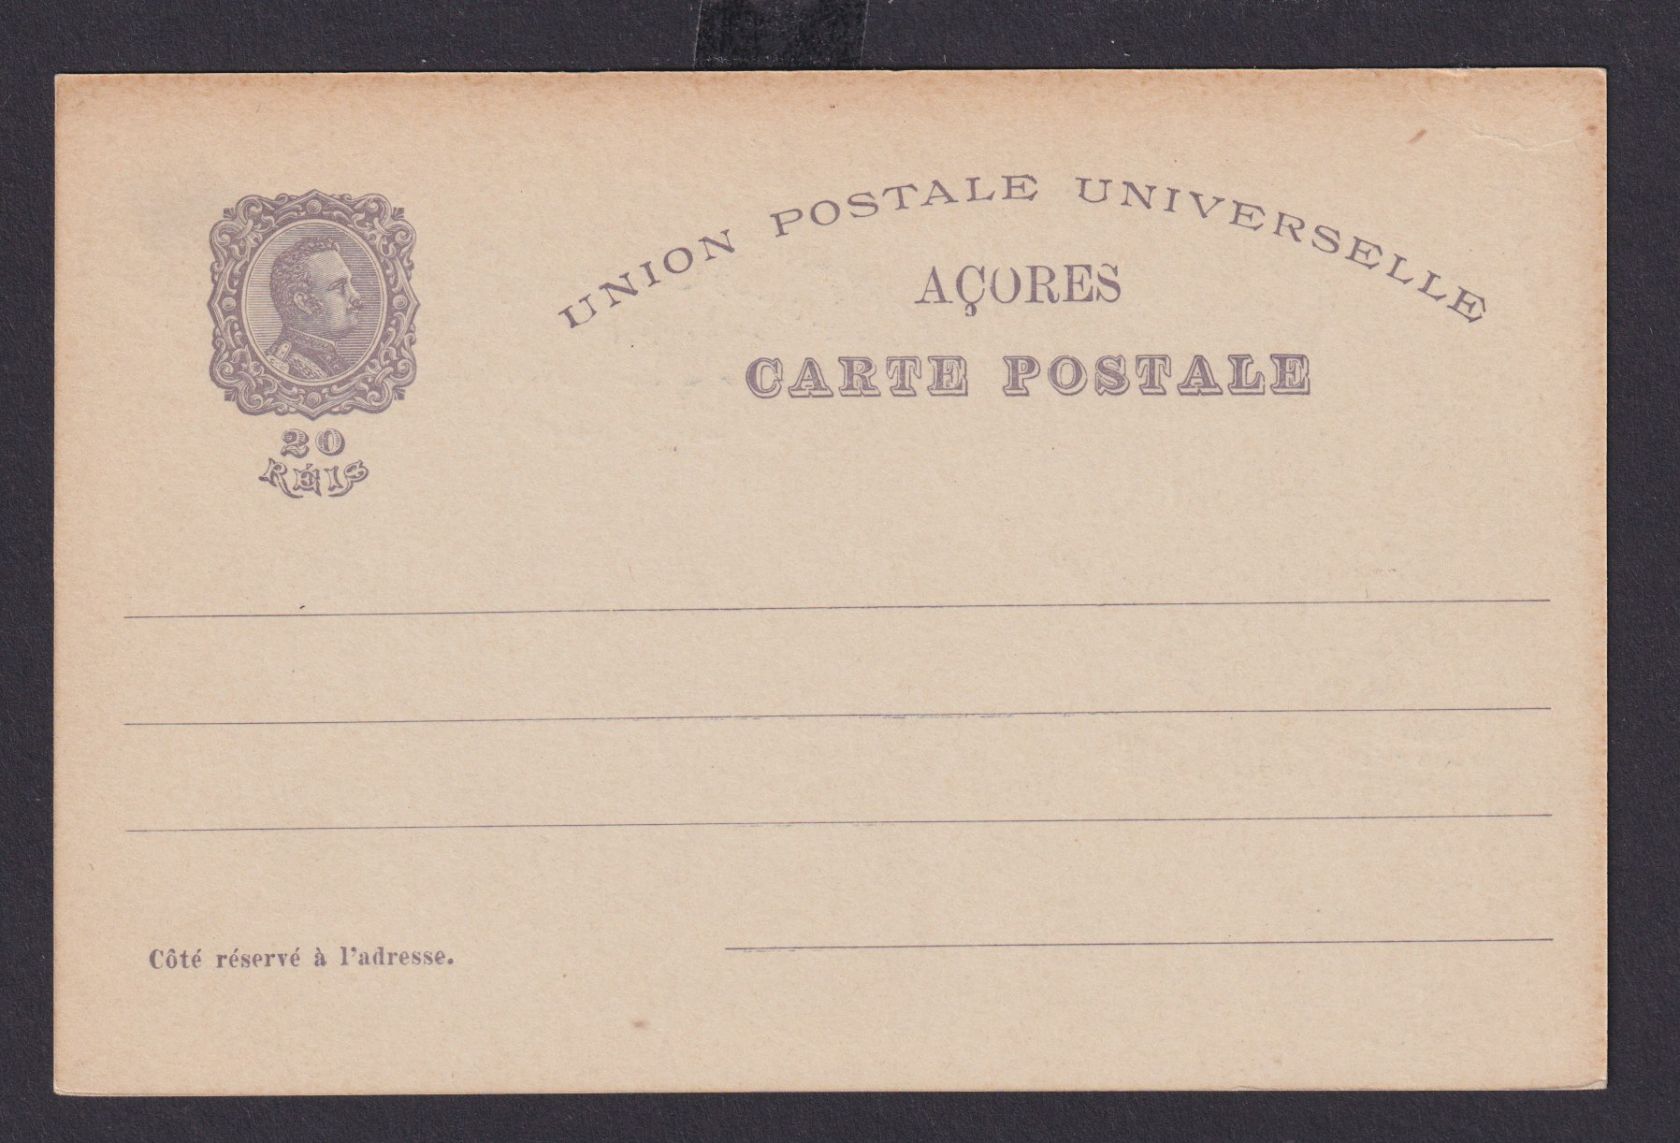 UNION POSTALE UNIVERSELLE
AÇORES
CARTE POSTALE
20
RÉIS
Côté réservé à l'adresse.